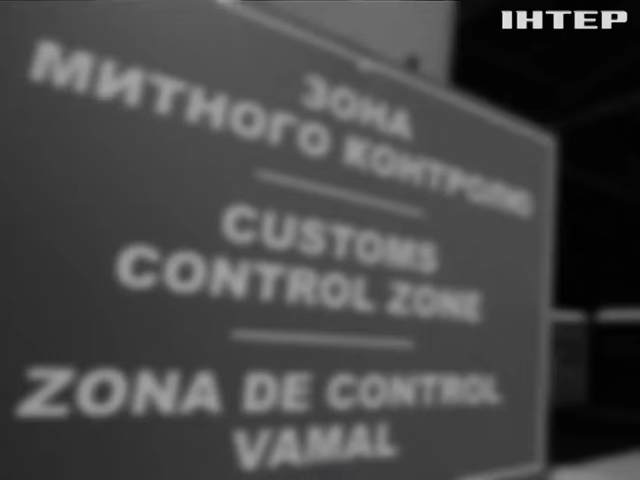 ІНТЕР
ЗОНА
МИТНОГО КОНТРОЛЮ
CUSTOMS
CONTROL ZONE
ZONA DE CONTROL
VAMAL